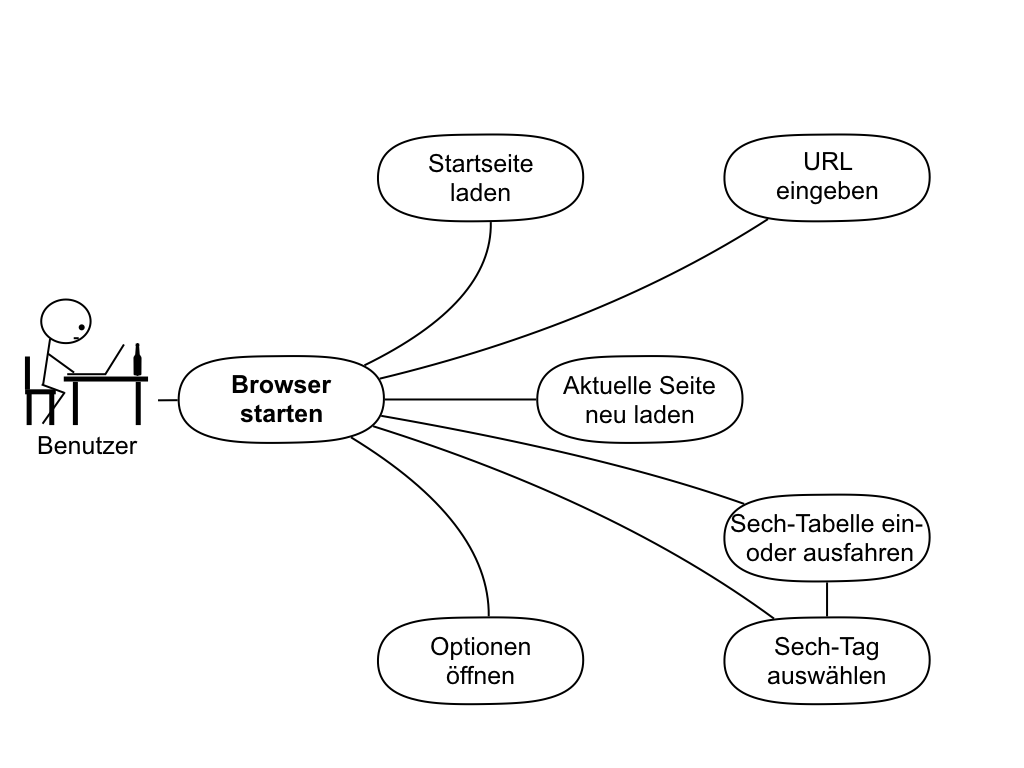 Startseite
laden
URL
eingeben
Browser
starten
Aktuelle Seite
neu laden
Benutzer
Sech-Tabelle ein-
oder ausfahren
Optionen
öffnen
Sech-Tag
auswählen